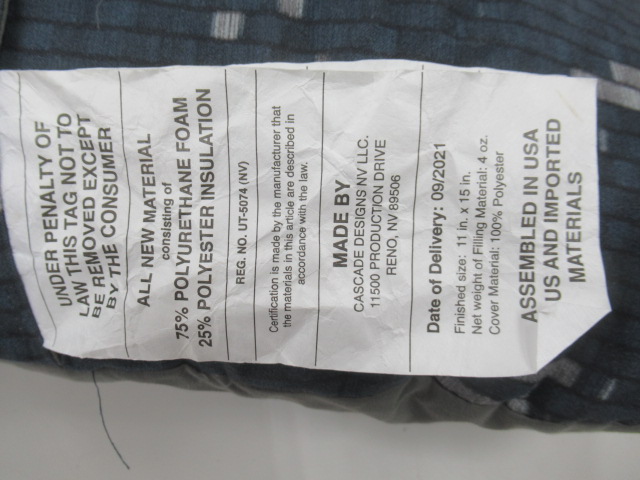 UNDER PENALTY OF
LAW THIS TAG NOT TO
BE REMOVED EXCEPT
BY THE CONSUMER
ALL NEW MATERIAL
consisting of
75% POLYURETHANE FOAM
25% POLYESTER INSULATION
REG. NO. UT-5074 (NV)
Certification is made by the manufacturer that
the materials in this article are described in
accordance with the law.
MADE BY
CASCADE DESIGNS NV LLC.
11500 PRODUCTION DRIVE
RENO, NV 89506
Date of Delivery: 09/2021
Finished size: 11 in. x 15 in.
Net weight of Filling Material: 4 oz.
Cover Material: 100% Polyester
ASSEMBLED IN USA
US AND IMPORTED
MATERIALS